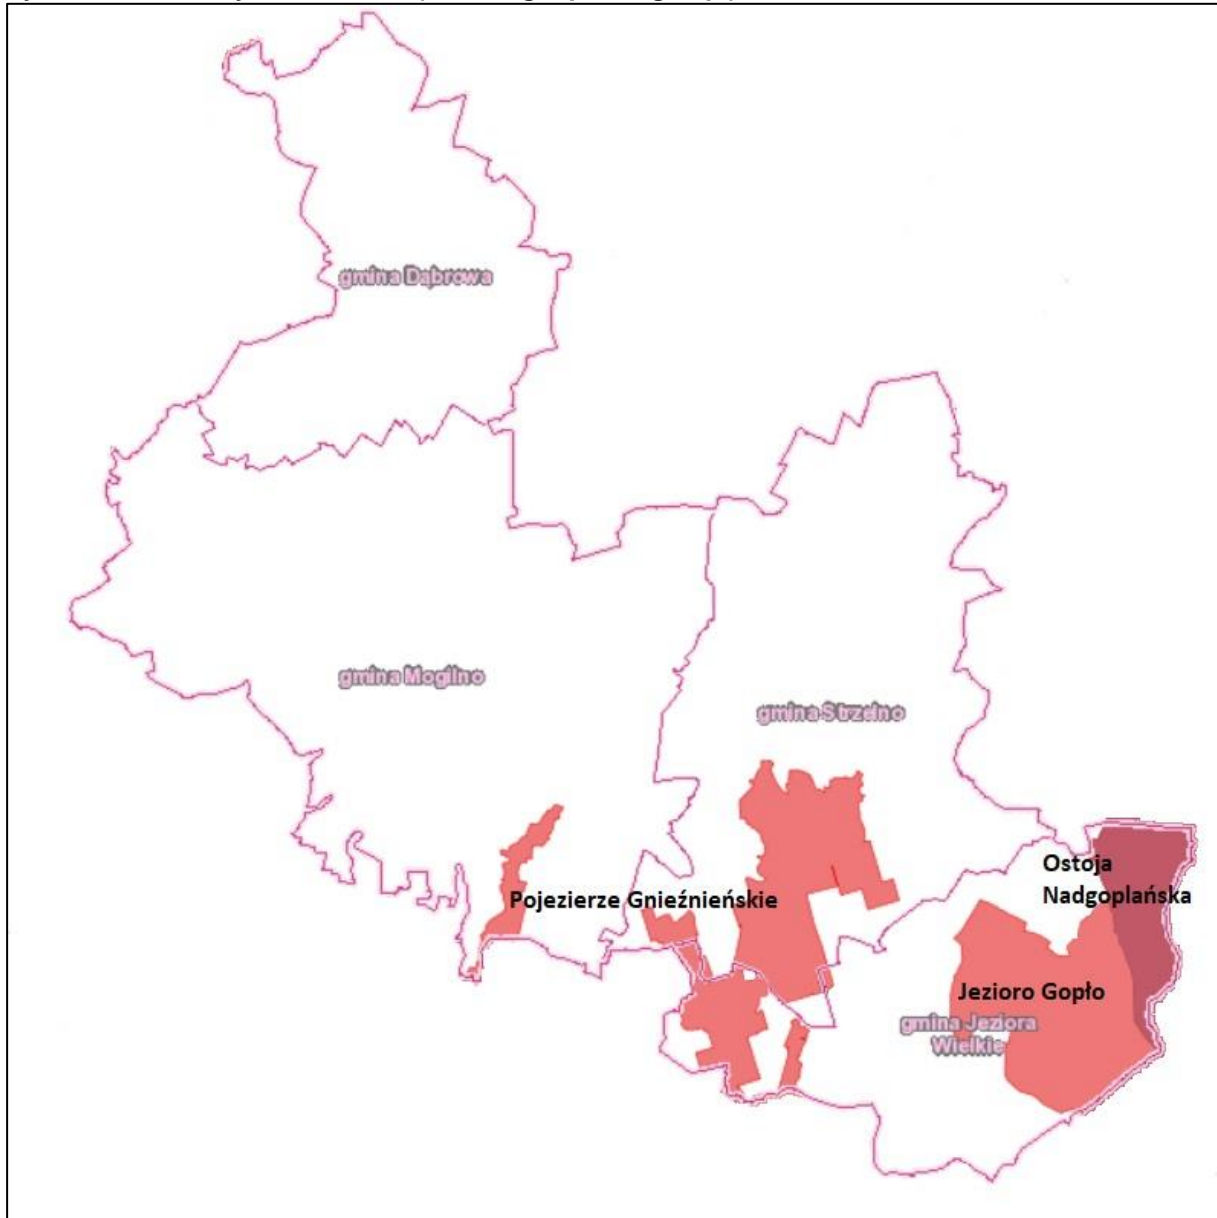 gmina Dąbrowa
gmina Mogilno
gmina Strzelno
Ostoja
Nadgoplańska
Pojezierze Gnieźnieńskie
Jezioro Gopło
gmina Jeziora
Wielkie